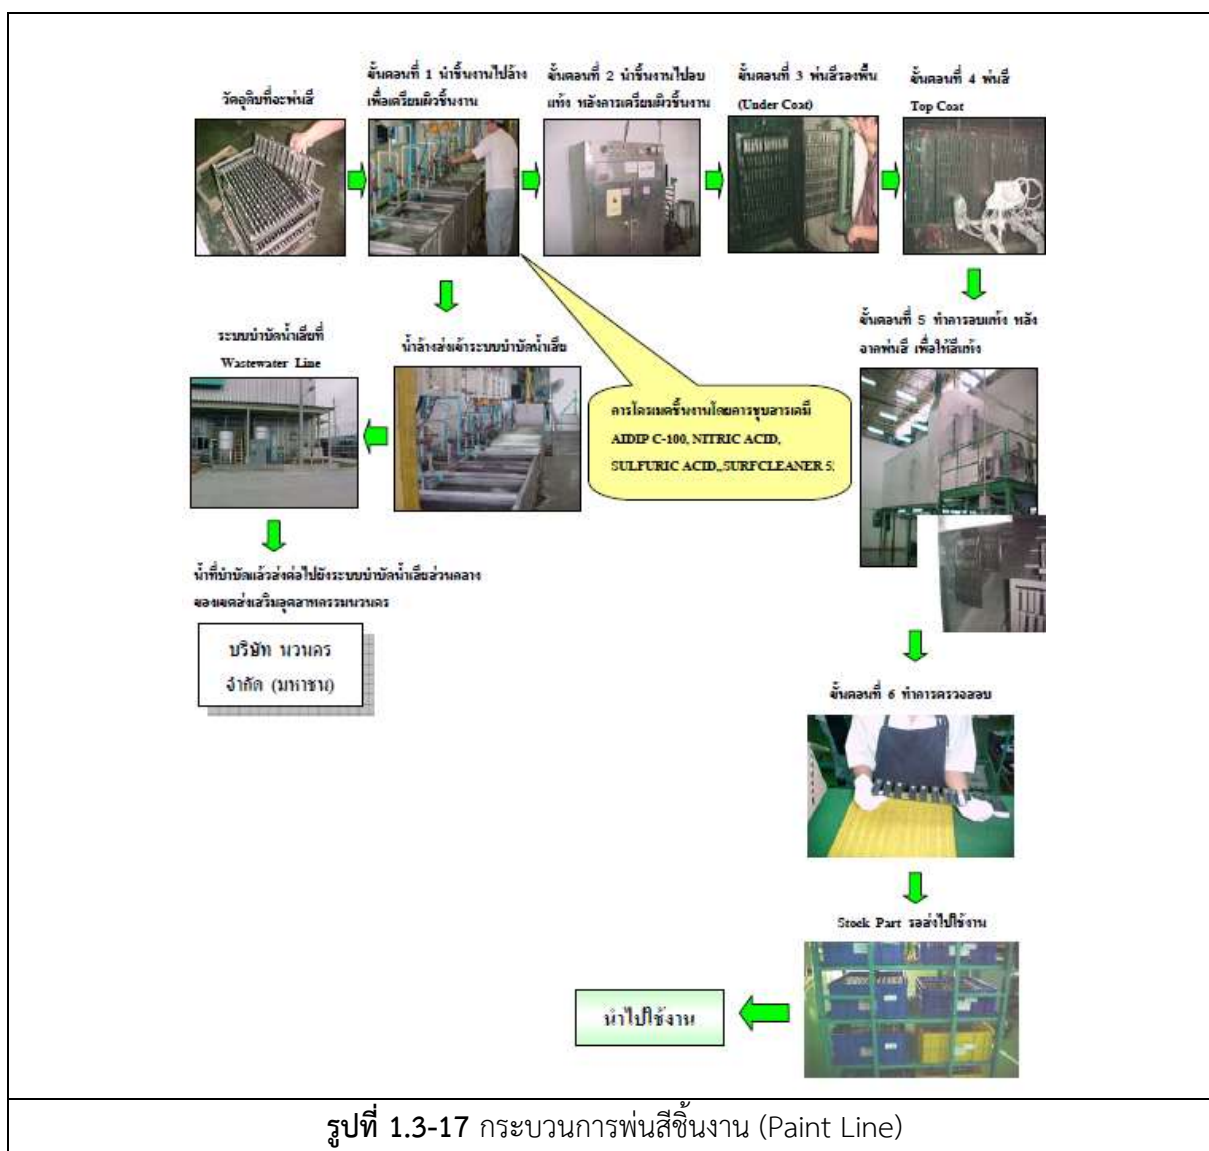 วัตถุดิบที่จะพ่นสี
ขั้นตอนที่ 1 นำชิ้นงานไปล้าง
เพื่อเตรียมผิวชิ้นงาน
ขั้นตอนที่ 2 นำชิ้นงานไปอบ
แห้ง หลังการเตรียมผิวชิ้นงาน
ขั้นตอนที่ 3 พ่นสีรองพื้น
(Under Coat)
ขั้นตอนที่ 4 พ่นสี
Top Coat
ขั้นตอนที่ 5 ทำการอบแห้ง หลัง
จากพ่นสี เพื่อให้สีแห้ง
ระบบบำบัดน้ำเสียที่
Wastewater Line
น้ำล้างส่งเข้าระบบบำบัดน้ำเสีย
การโครเมตชิ้นงานโดยการชุบสารเคมี
AIDIP C-100, NITRIC ACID,
SULFURIC ACID,,SURFCLEANER 5
น้ำที่บำบัดแล้วส่งต่อไปยังระบบบำบัดน้ำเสียส่วนกลาง
ของเขตส่งเสริมอุตสาหกรรมนวนคร
บริษัท นวนคร
จำกัด (มหาชน)
ขั้นตอนที่ 6 ทำการตรวจสอบ
Stock Part รอส่งไปใช้งาน
นำไปใช้งาน
รูปที่ 1.3-17 กระบวนการพ่นสีชิ้นงาน (Paint Line)